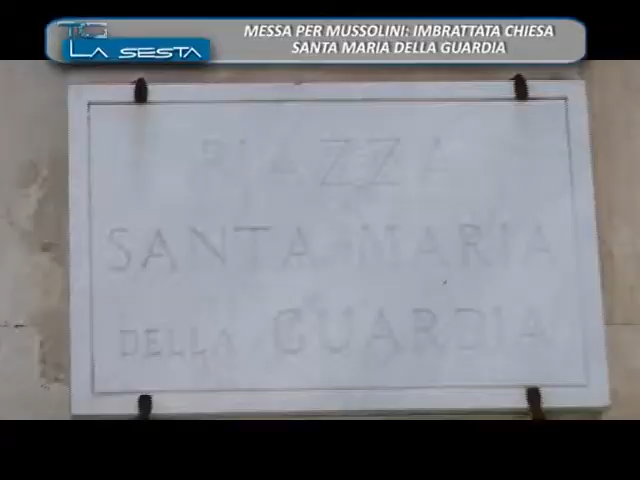 TG
LA SESTA
MESSA PER MUSSOLINI: IMBRATTATA CHIESA
SANTA MARIA DELLA GUARDIA
PIAZZA
SANTA MARIA
DELLA GUARDIA